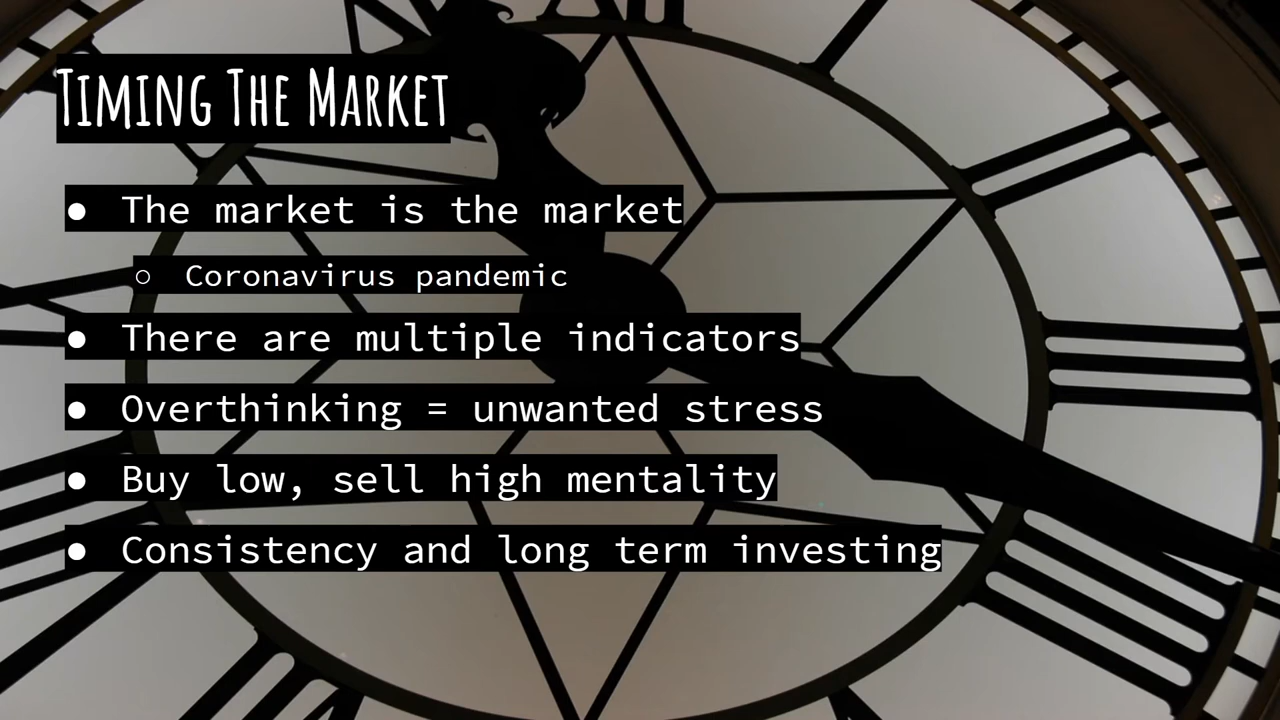 Timing The Market
● The market is the market
○ Coronavirus pandemic
● There are multiple indicators
● Overthinking = unwanted stress
● Buy low, sell high mentality
● Consistency and long term investing